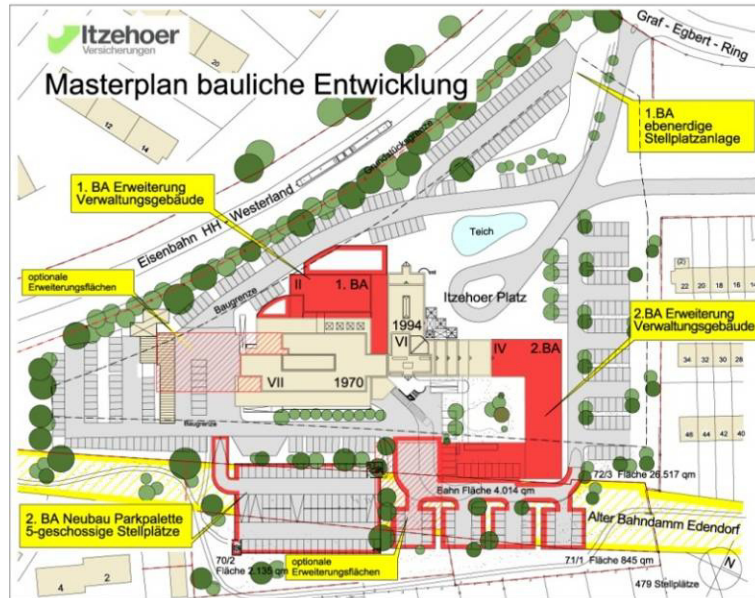 Itzehoer
Versicherungen
Graf - Egbert - Ring
Masterplan bauliche Entwicklung
20
12
14
1.BA
ebenerdige
Stellplatzanlage
Grundstücksgrenze
1. BA Erweiterung
Verwaltungsgebäude
Eisenbahn HH - Westerland
Teich
optionale
Erweiterungsflächen
Baugrenze
II
1. BA
Itzehoer Platz
(2)
22
20
18
16
14
1994
VI
2.BA Erweiterung
Verwaltungsgebäude
IV
2.BA
34
32
30
28
VII
1970
Baugrenze
46
44
42
40
72/3 Fläche 26.517 qm
Bahn Fläche 4.014 qm
2. BA Neubau Parkpalette
5-geschossige Stellplätze
Alter Bahndamm Edendorf
70/2
Fläche 2.135 qm
optionale
Erweiterungsflächen
71/1 Fläche 845 qm
N
4
2
479 Stellplätze